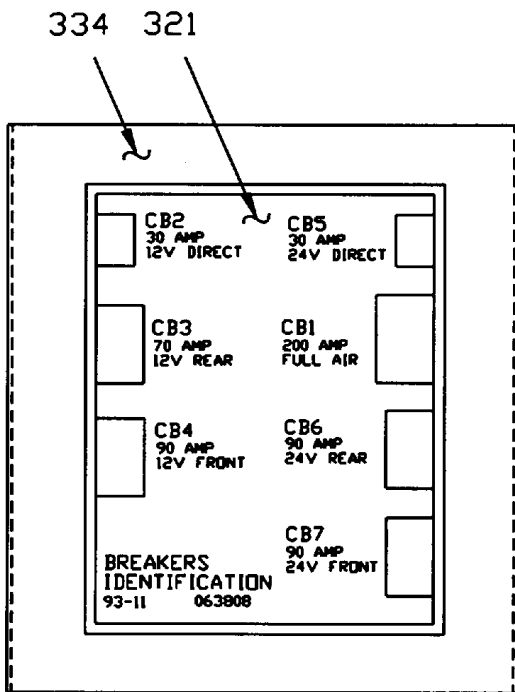 334 321
CB2
30 AMP
12V DIRECT
CB5
30 AMP
24V DIRECT
CB3
70 AMP
12V REAR
CB1
200 AMP
FULL AIR
CB4
90 AMP
12V FRONT
CB6
90 AMP
24V REAR
CB7
90 AMP
24V FRONT
BREAKERS
IDENTIFICATION
93-11 063808